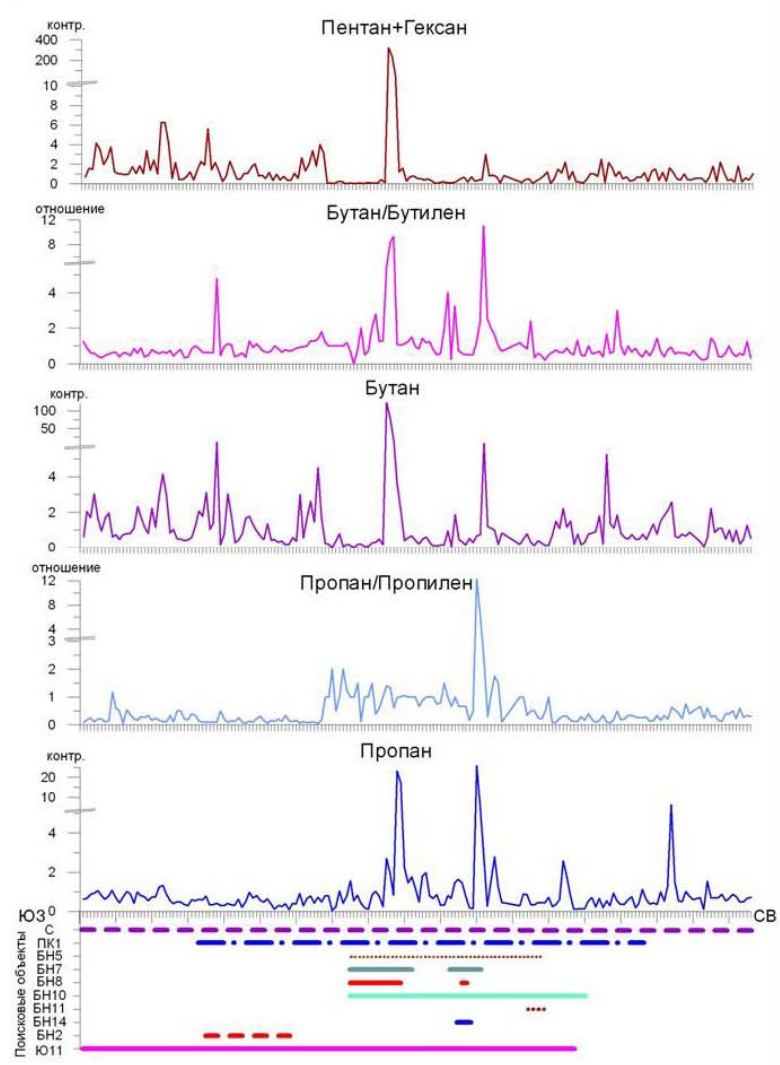 контр.
Пентан+Гексан
400
200
10
8
6
4
2
0
отношение
Бутан/Бутилен
12
8
4
2
0
контр.
Бутан
100
50
4
2
0
отношение
Пропан/Пропилен
12
8
4
3
2
1
0
контр.
Пропан
20
10
4
2
0
ЮЗ
СВ
Поисковые объекты
С
ПК1
БН5
БН7
БН8
БН10
БН11
БН14
БН2
Ю11